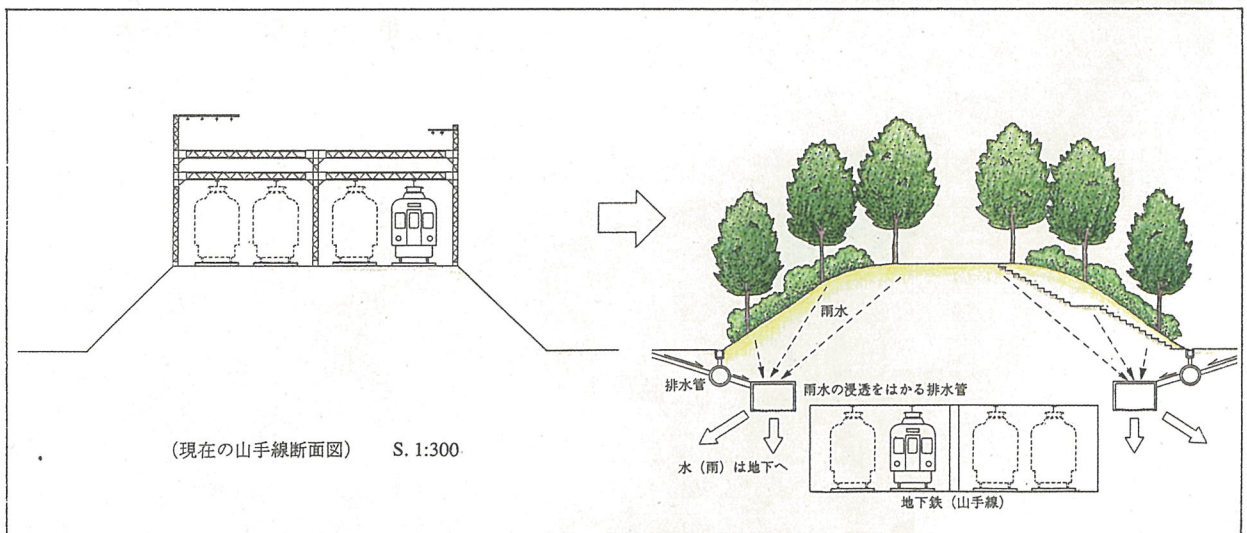 雨水
排水管
雨水の浸透をはかる排水管
(現在の山手線断面図) S. 1:300
水(雨)は地下へ
地下鉄(山手線)